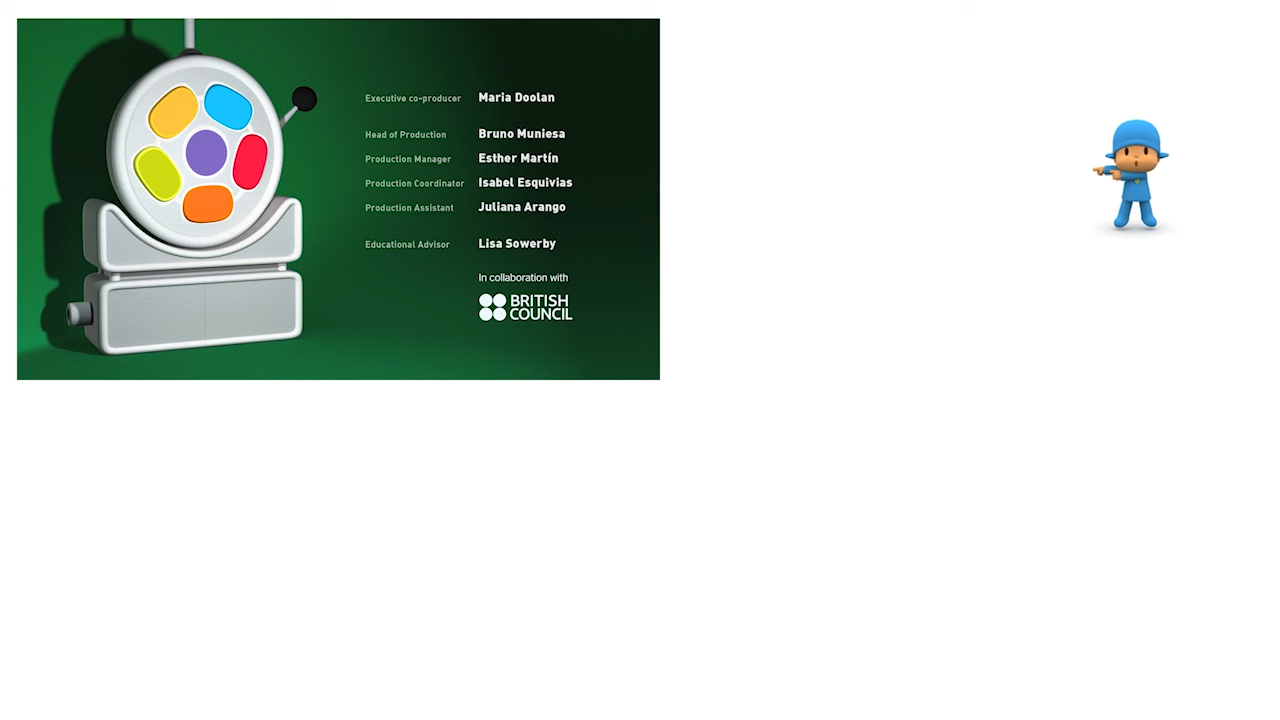 Executive co-producer Maria Doolan
Head of Production Bruno Muniesa
Production Manager Esther Martín
Production Coordinator Isabel Esquivias
Production Assistant Juliana Arango
Educational Advisor Lisa Sowerby
In collaboration with
BRITISH
COUNCIL